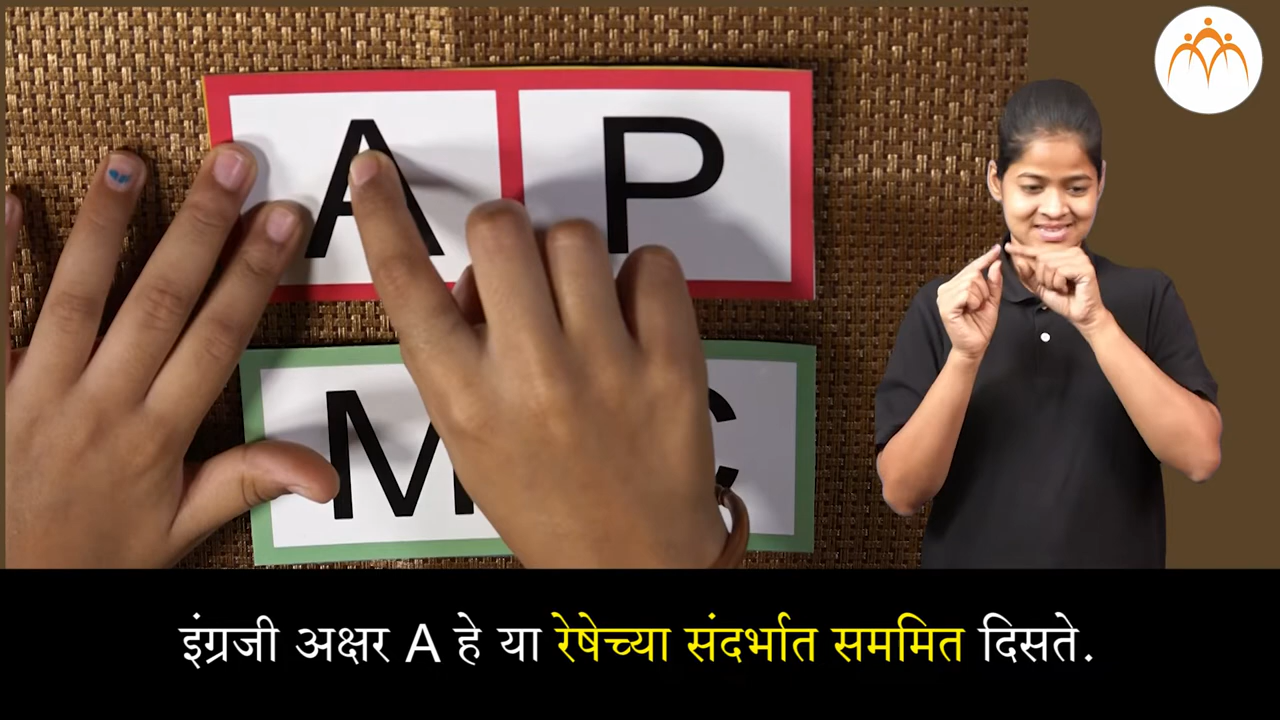 A P
M
इंग्रजी अक्षर A हे या रेषेच्या संदर्भात सममित दिसते.